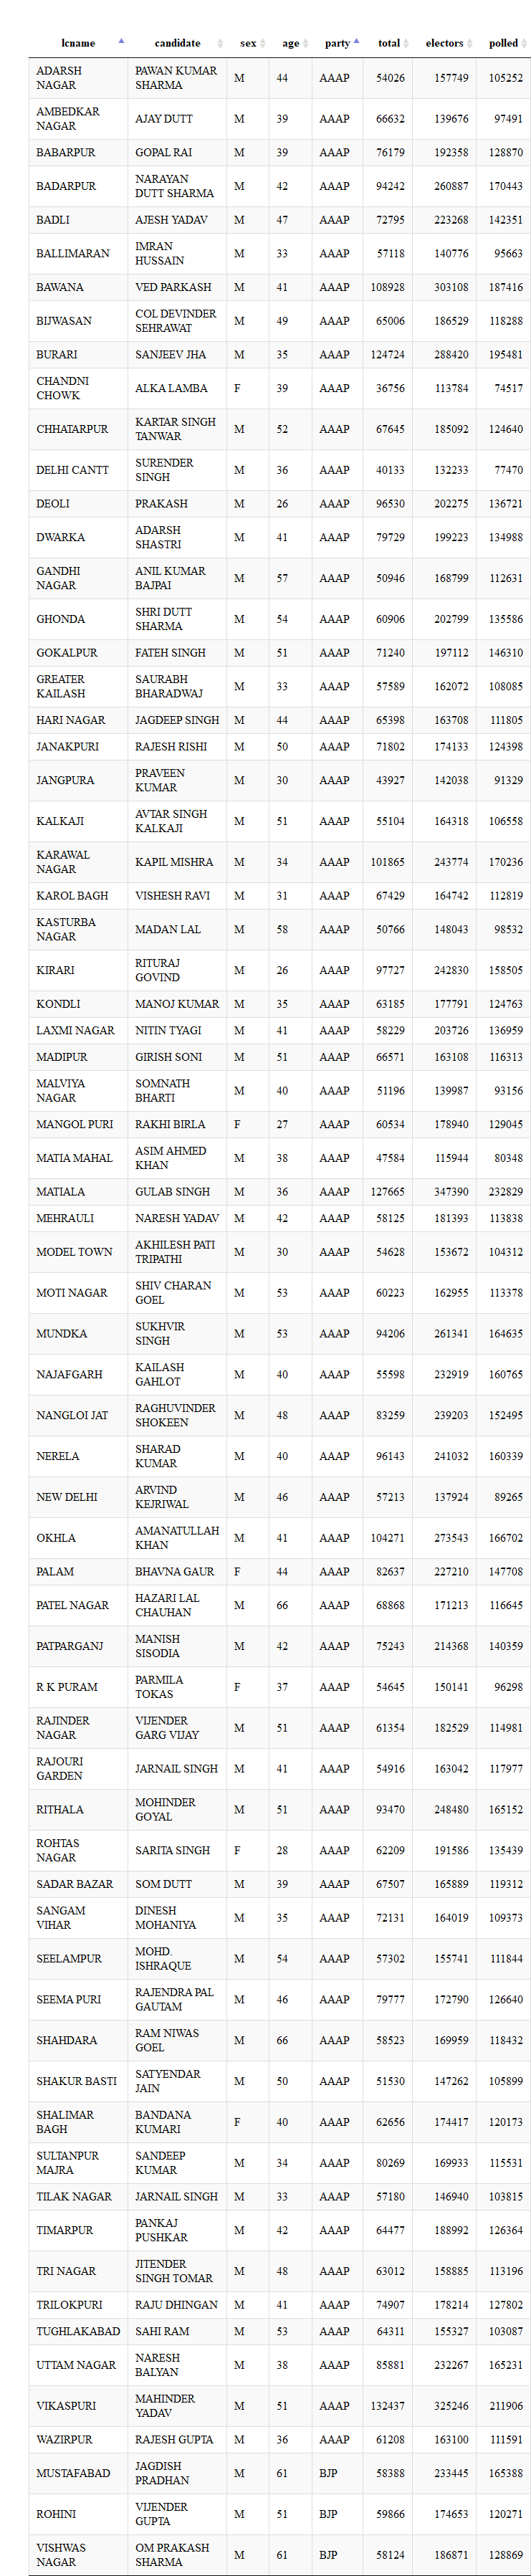 lcname candidate sex age party total electors polled
ADARSH NAGAR PAWAN KUMAR SHARMA M 44 AAAP 54026 157749 105252
AMBEDKAR NAGAR AJAY DUTT M 39 AAAP 66632 139676 97491
BABARPUR GOPAL RAI M 39 AAAP 76179 192358 128870
BADARPUR NARAYAN DUTT SHARMA M 42 AAAP 94242 260887 170443
BADLI AJESH YADAV M 47 AAAP 72795 223268 142351
BALLIMARAN IMRAN HUSSAIN M 33 AAAP 57118 140776 95663
BAWANA VED PARKASH M 41 AAAP 108928 303108 187416
BIJWASAN COL DEVINDER SEHRAWAT M 49 AAAP 65006 186529 118288
BURARI SANJEEV JHA M 35 AAAP 124724 288420 195481
CHANDNI CHOWK ALKA LAMBA F 39 AAAP 36756 113784 74517
CHHATARPUR KARTAR SINGH TANWAR M 52 AAAP 67645 185092 124640
DELHI CANTT SURENDER SINGH M 36 AAAP 40133 132233 77470
DEOLI PRAKASH M 26 AAAP 96530 202275 136721
DWARKA ADARSH SHASTRI M 41 AAAP 79729 199223 134988
GANDHI NAGAR ANIL KUMAR BAJPAI M 57 AAAP 50946 168799 112631
GHONDA SHRI DUTT SHARMA M 54 AAAP 60906 202799 135586
GOKALPUR FATEH SINGH M 51 AAAP 71240 197112 146310
GREATER KAILASH SAURABH BHARADWAJ M 33 AAAP 57589 162072 108085
HARI NAGAR JAGDEEP SINGH M 44 AAAP 65398 163708 111805
JANAKPURI RAJESH RISHI M 50 AAAP 71802 174133 124398
JANGPURA PRAVEEN KUMAR M 30 AAAP 43927 142038 91329
KALKAJI AVTAR SINGH KALKAJI M 51 AAAP 55104 164318 106558
KARAWAL NAGAR KAPIL MISHRA M 34 AAAP 101865 243774 170236
KAROL BAGH VISHESH RAVI M 31 AAAP 67429 164742 112819
KASTURBA NAGAR MADAN LAL M 58 AAAP 50766 148043 98532
KIRARI RITURAJ GOVIND M 26 AAAP 97727 242830 158505
KONDLI MANOJ KUMAR M 35 AAAP 63185 177791 124763
LAXMI NAGAR NITIN TYAGI M 41 AAAP 58229 203726 136959
MADIPUR GIRISH SONI M 51 AAAP 66571 163108 116313
MALVIYA NAGAR SOMNATH BHARTI M 40 AAAP 51196 139987 93156
MANGOL PURI RAKHI BIRLA F 27 AAAP 60534 178940 129045
MATIA MAHAL ASIM AHMED KHAN M 38 AAAP 47584 115944 80348
MATIALA GULAB SINGH M 36 AAAP 127665 347390 232829
MEHRAULI NARESH YADAV M 42 AAAP 58125 181393 113838
MODEL TOWN AKHILESH PATI TRIPATHI M 30 AAAP 54628 153672 104312
MOTI NAGAR SHIV CHARAN GOEL M 53 AAAP 60223 162955 113378
MUNDKA SUKHVIR SINGH M 53 AAAP 94206 261341 164635
NAJAFGARH KAILASH GAHLOT M 40 AAAP 55598 232919 160765
NANGLOI JAT RAGHUVINDER SHOKEEN M 48 AAAP 83259 239203 152495
NERELA SHARAD KUMAR M 40 AAAP 96143 241032 160339
NEW DELHI ARVIND KEJRIWAL M 46 AAAP 57213 137924 89265
OKHLA AMANATULLAH KHAN M 41 AAAP 104271 273543 166702
PALAM BHAVNA GAUR F 44 AAAP 82637 227210 147708
PATEL NAGAR HAZARI LAL CHAUHAN M 66 AAAP 68868 171213 116645
PATPARGANJ MANISH SISODIA M 42 AAAP 75243 214368 140359
R K PURAM PARMILA TOKAS F 37 AAAP 54645 150141 96298
RAJINDER NAGAR VIJENDER GARG VIJAY M 51 AAAP 61354 182529 114981
RAJOURI GARDEN JARNAIL SINGH M 41 AAAP 54916 163042 117977
RITHALA MOHINDER GOYAL M 51 AAAP 93470 248480 165152
ROHTAS NAGAR SARITA SINGH F 28 AAAP 62209 191586 135439
SADAR BAZAR SOM DUTT M 39 AAAP 67507 165889 119312
SANGAM VIHAR DINESH MOHANIYA M 35 AAAP 72131 164019 109373
SEELAMPUR MOHD. ISHRAQUE M 54 AAAP 57302 155741 111844
SEEMA PURI RAJENDRA PAL GAUTAM M 46 AAAP 79777 172790 126640
SHAHDARA RAM NIWAS GOEL M 66 AAAP 58523 169959 118432
SHAKUR BASTI SATYENDAR JAIN M 50 AAAP 51530 147262 105899
SHALIMAR BAGH BANDANA KUMARI F 40 AAAP 62656 174417 120173
SULTANPUR MAJRA SANDEEP KUMAR M 34 AAAP 80269 169933 115531
TILAK NAGAR JARNAIL SINGH M 33 AAAP 57180 146940 103815
TIMARPUR PANKAJ PUSHKAR M 42 AAAP 64477 188992 126364
TRI NAGAR JITENDER SINGH TOMAR M 48 AAAP 63012 158885 113196
TRILOKPURI RAJU DHINGAN M 41 AAAP 74907 178214 127802
TUGHLAKABAD SAHI RAM M 53 AAAP 64311 155327 103087
UTTAM NAGAR NARESH BALYAN M 38 AAAP 85881 232267 165231
VIKASPURI MAHINDER YADAV M 51 AAAP 132437 325246 211906
WAZIRPUR RAJESH GUPTA M 36 AAAP 61208 163100 111591
MUSTAFABAD JAGDISH PRADHAN M 61 BJP 58388 233445 165388
ROHINI VIJENDER GUPTA M 51 BJP 59866 174653 120271
VISHWAS NAGAR OM PRAKASH SHARMA M 61 BJP 58124 186871 128869